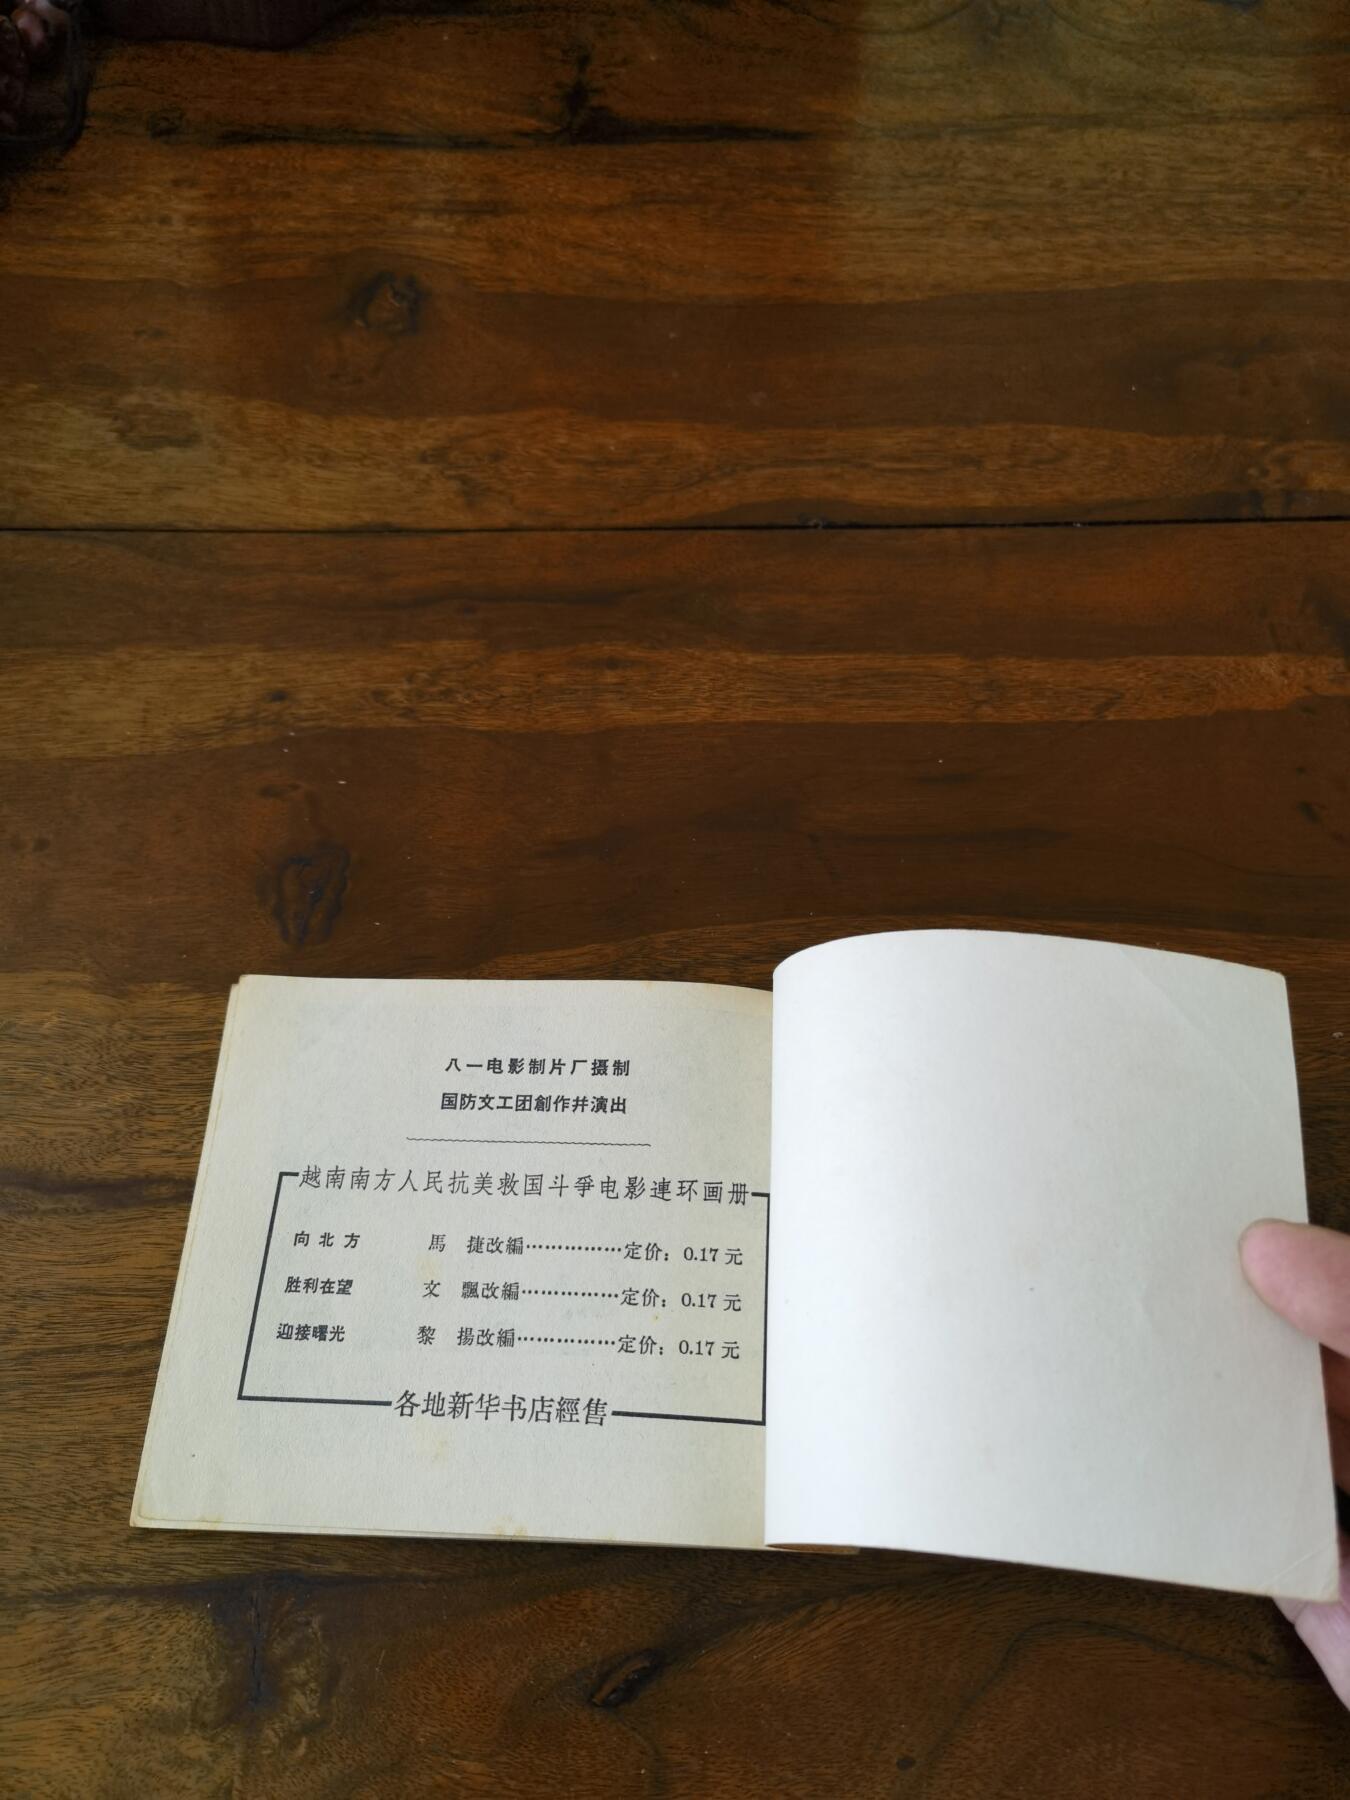 八一电影制片厂摄制
国防文工团創作幷演出
越南南方人民抗美救国斗爭电影連环画册
向北方 馬 捷改編……………定价：0.17元
胜利在望 文 飄改編……………定价：0.17元
迎接曙光 黎 揚改編……………定价：0.17元
各地新华书店經售